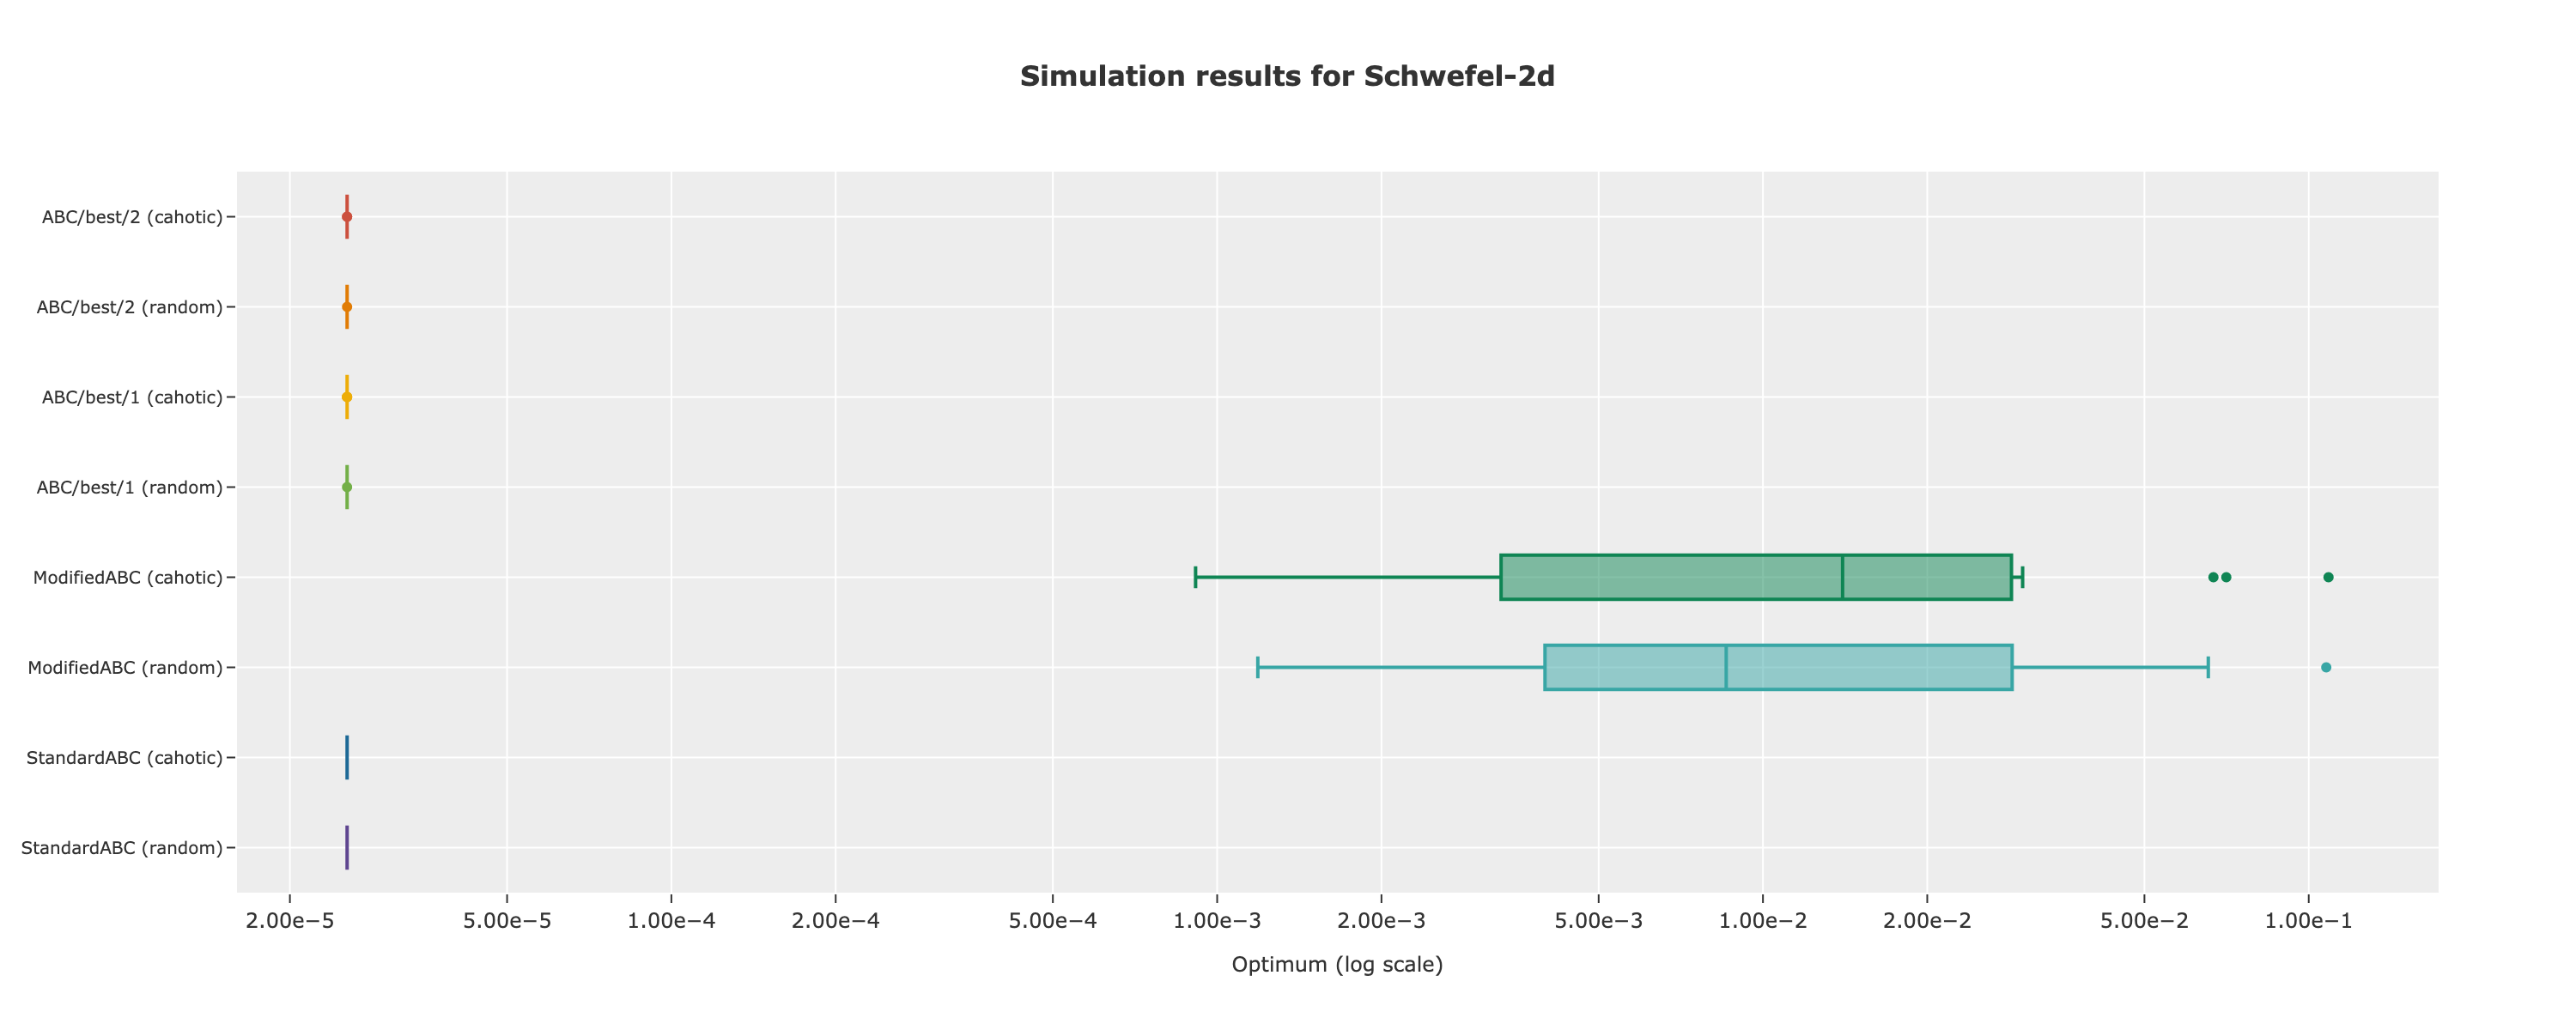 Simulation results for Schwefel-2d
ABC/best/2 (cahotic)
ABC/best/2 (random)
ABC/best/1 (cahotic)
ABC/best/1 (random)
ModifiedABC (cahotic)
ModifiedABC (random)
StandardABC (cahotic)
StandardABC (random)
2.00e−5 5.00e−5 1.00e−4 2.00e−4 5.00e−4 1.00e−3 2.00e−3 5.00e−3 1.00e−2 2.00e−2 5.00e−2 1.00e−1
Optimum (log scale)